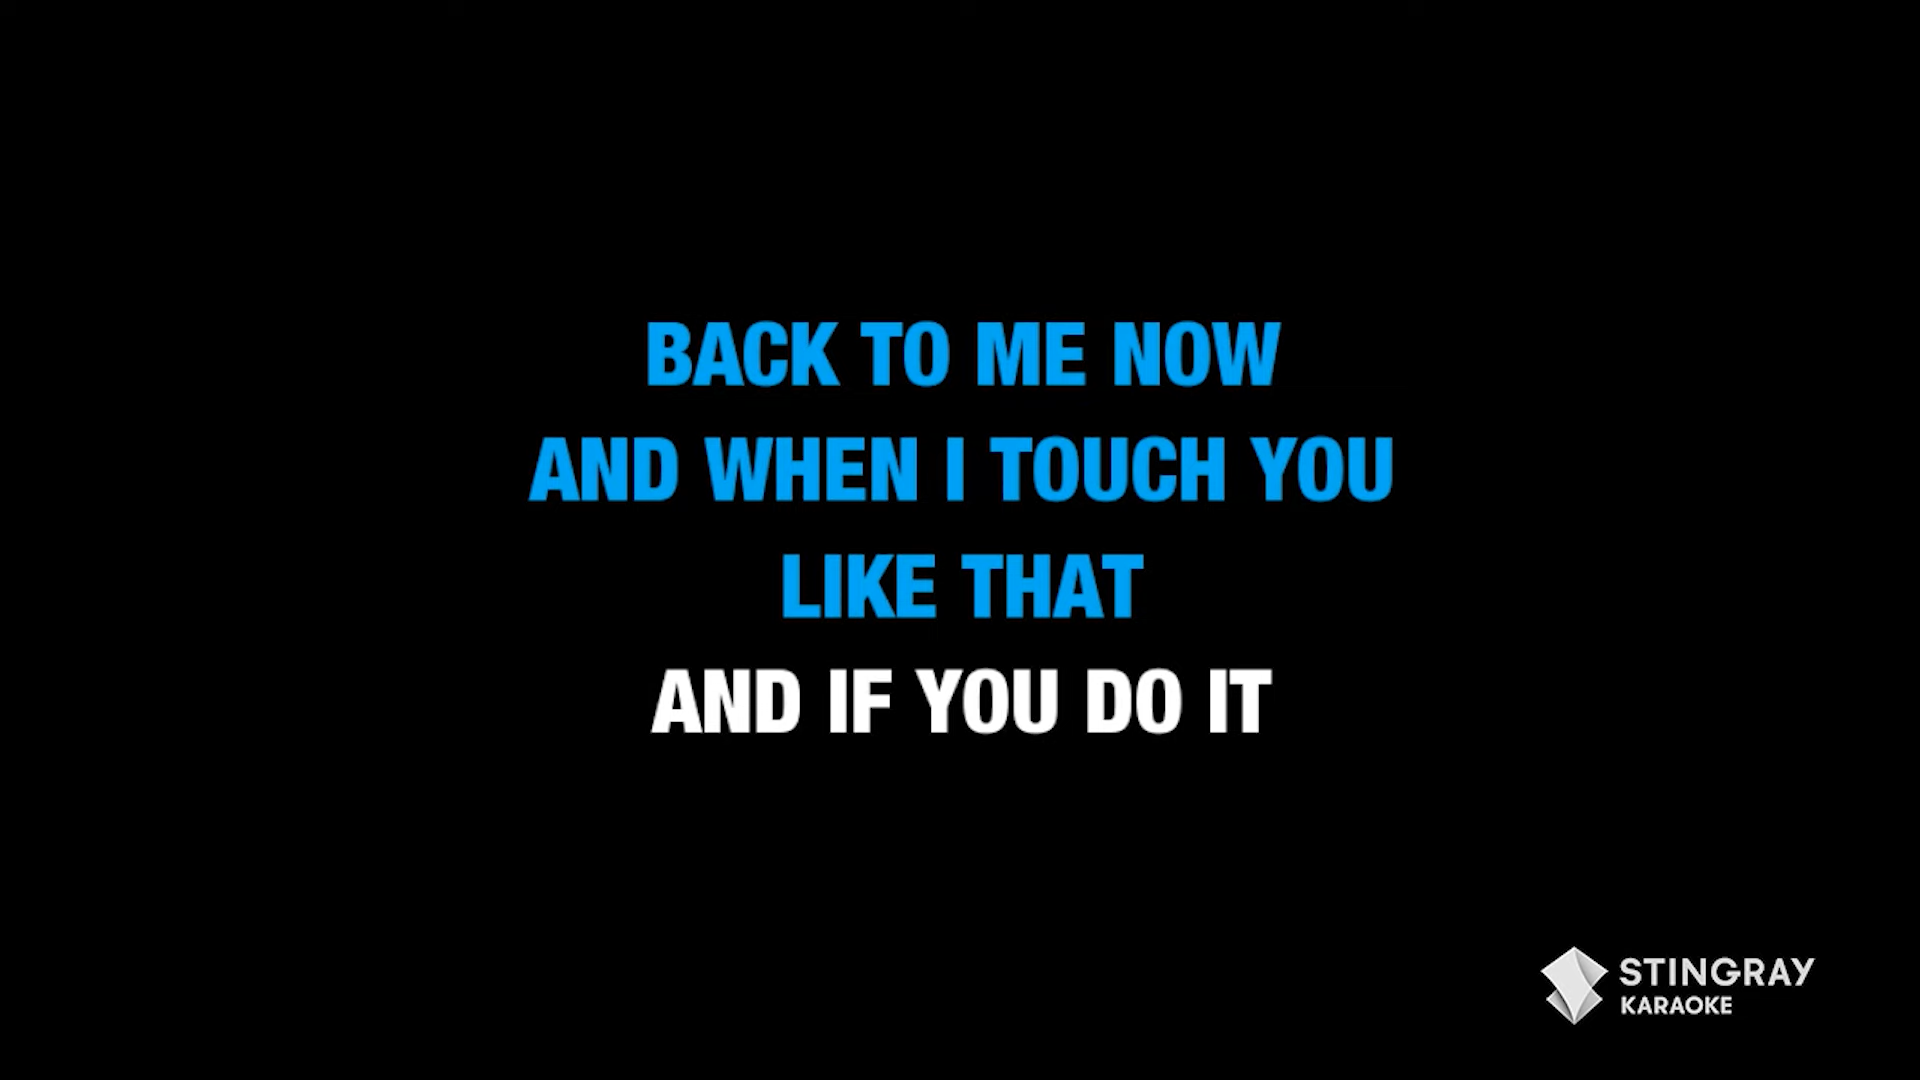 BACK TO ME NOW
AND WHEN I TOUCH YOU
LIKE THAT
AND IF YOU DO IT
STINGRAY
KARAOKE